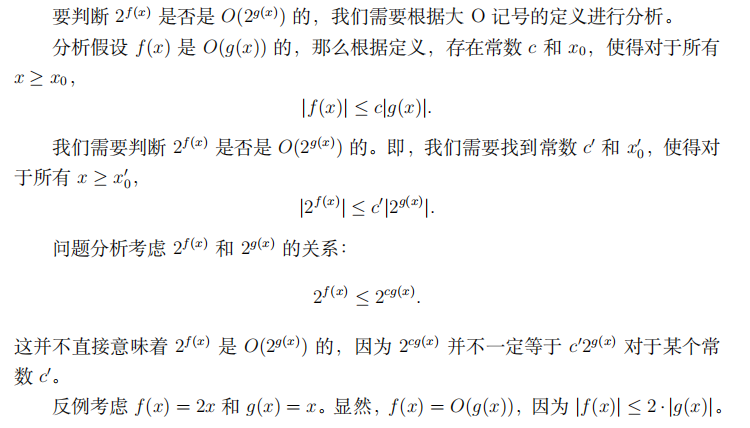 要判断 2^{f(x)} 是否是 O(2^{g(x)}) 的，我们需要根据大 O 记号的定义进行分析。
分析假设 f(x) 是 O(g(x)) 的，那么根据定义，存在常数 c 和 x_0，使得对于所有
x ≥ x_0，
|f(x)| ≤ c|g(x)|.
我们需要判断 2^{f(x)} 是否是 O(2^{g(x)}) 的。即，我们需要找到常数 c′ 和 x′_0，使得对
于所有 x ≥ x′_0，
|2^{f(x)}| ≤ c′|2^{g(x)}|.
问题分析考虑 2^{f(x)} 和 2^{g(x)} 的关系：
2^{f(x)} ≤ 2^{cg(x)}.
这并不直接意味着 2^{f(x)} 是 O(2^{g(x)}) 的，因为 2^{cg(x)} 并不一定等于 c′2^{g(x)} 对于某个常
数 c′。
反例考虑 f(x) = 2x 和 g(x) = x。显然，f(x) = O(g(x))，因为 |f(x)| ≤ 2 · |g(x)|。